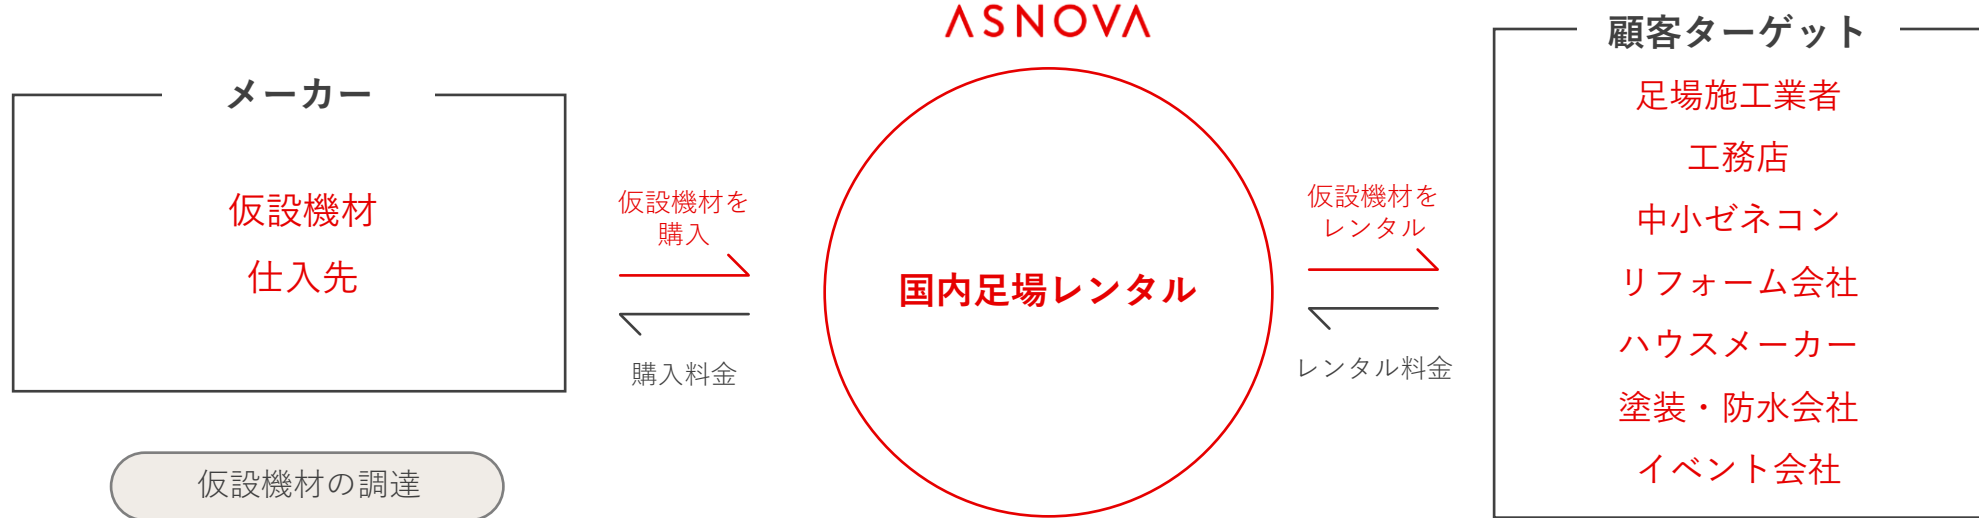 ASNOVA
メーカー
仮設機材
仕入先
仮設機材の調達
仮設機材を
購入
購入料金
国内足場レンタル
仮設機材を
レンタル
レンタル料金
顧客ターゲット
足場施工業者
工務店
中小ゼネコン
リフォーム会社
ハウスメーカー
塗装・防水会社
イベント会社